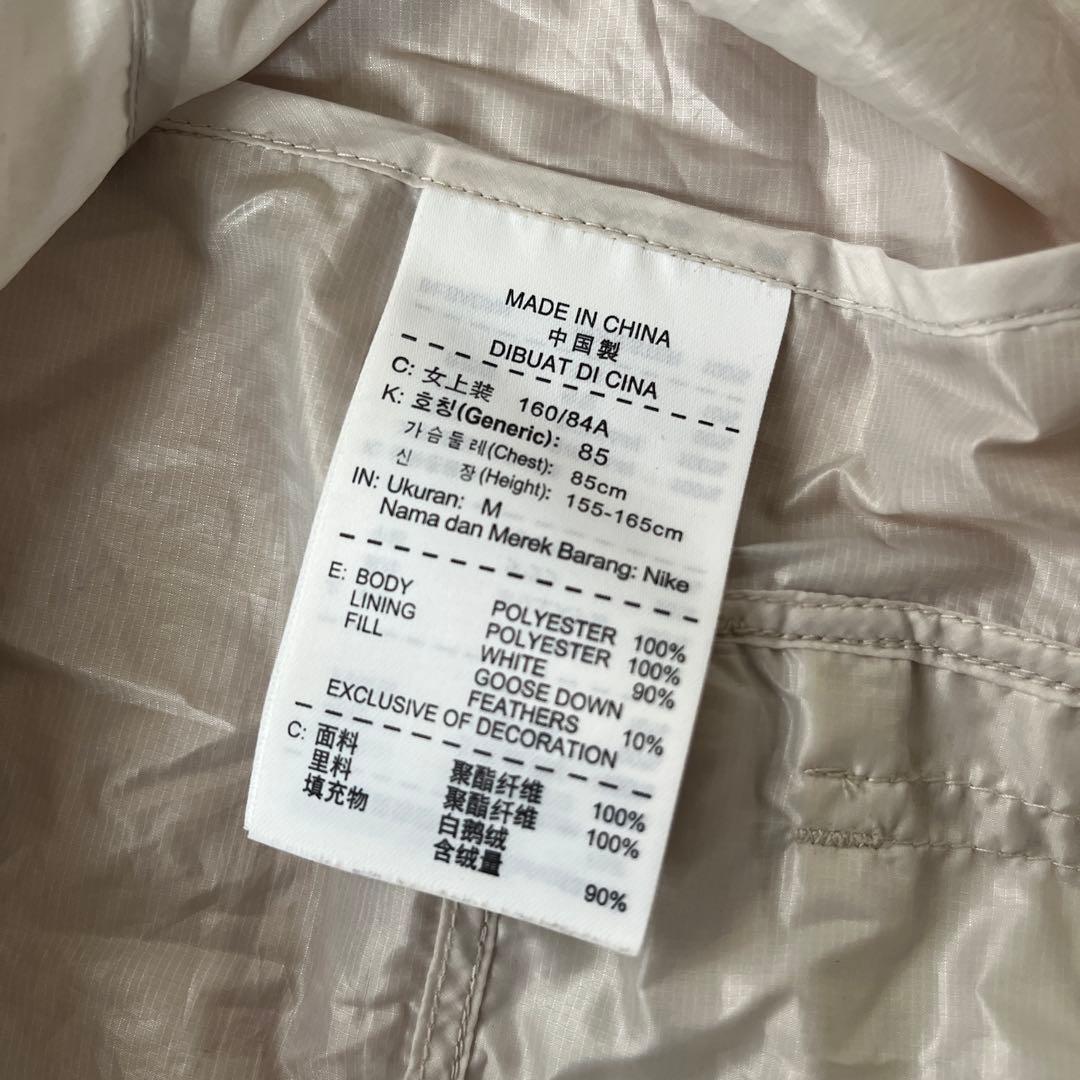 MADE IN CHINA
中国製
DIBUAT DI CINA
C: 女上装 160/84A
K: 호칭(Generic): 85
가슴둘레(Chest): 85cm
신 장(Height): 155-165cm
IN: Ukuran: M
Nama dan Merek Barang: Nike
E: BODY POLYESTER 100%
LINING POLYESTER 100%
FILL WHITE 90%
GOOSE DOWN
FEATHERS 10%
EXCLUSIVE OF DECORATION
C: 面料 聚酯纤维 100%
里料 聚酯纤维 100%
填充物 白鹅绒
含绒量 90%